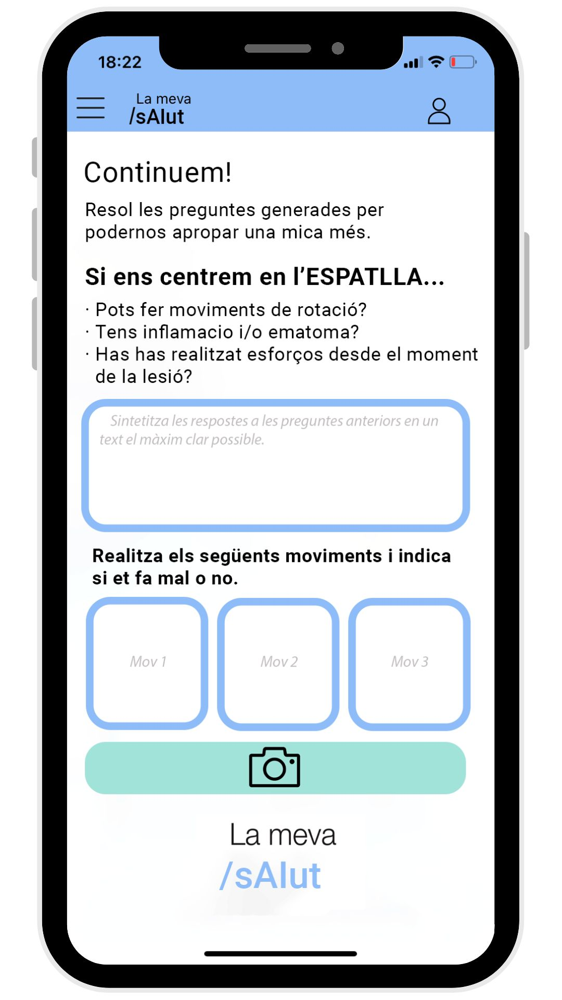 18:22
La meva
/sAlut
Continuem!
Resol les preguntes generades per
podernos apropar una mica més.
Si ens centrem en l’ESPATLLA...
· Pots fer moviments de rotació?
· Tens inflamacio i/o ematoma?
· Has has realitzat esforços desde el moment
de la lesió?
Sintetitza les respostes a les preguntes anteriors en un
text el màxim clar possible.
Realitza els següents moviments i indica
si et fa mal o no.
Mov 1 Mov 2 Mov 3
La meva
/sAlut